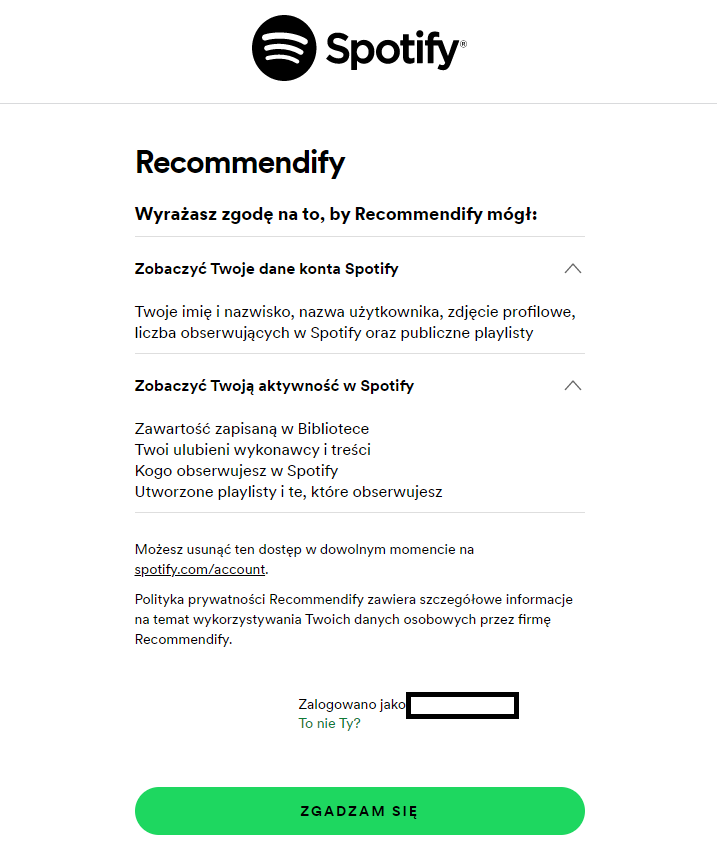 Spotify®
Recommendify
Wyrażasz zgodę na to, by Recommendify mógł:
Zobaczyć Twoje dane konta Spotify
Twoje imię i nazwisko, nazwa użytkownika, zdjęcie profilowe,
liczba obserwujących w Spotify oraz publiczne playlisty
Zobaczyć Twoją aktywność w Spotify
Zawartość zapisaną w Bibliotece
Twoi ulubieni wykonawcy i treści
Kogo obserwujesz w Spotify
Utworzone playlisty i te, które obserwujesz
Możesz usunąć ten dostęp w dowolnym momencie na
spotify.com/account.
Polityka prywatności Recommendify zawiera szczegółowe informacje
na temat wykorzystywania Twoich danych osobowych przez firmę
Recommendify.
Zalogowano jako
To nie Ty?
ZGADZAM SIĘ